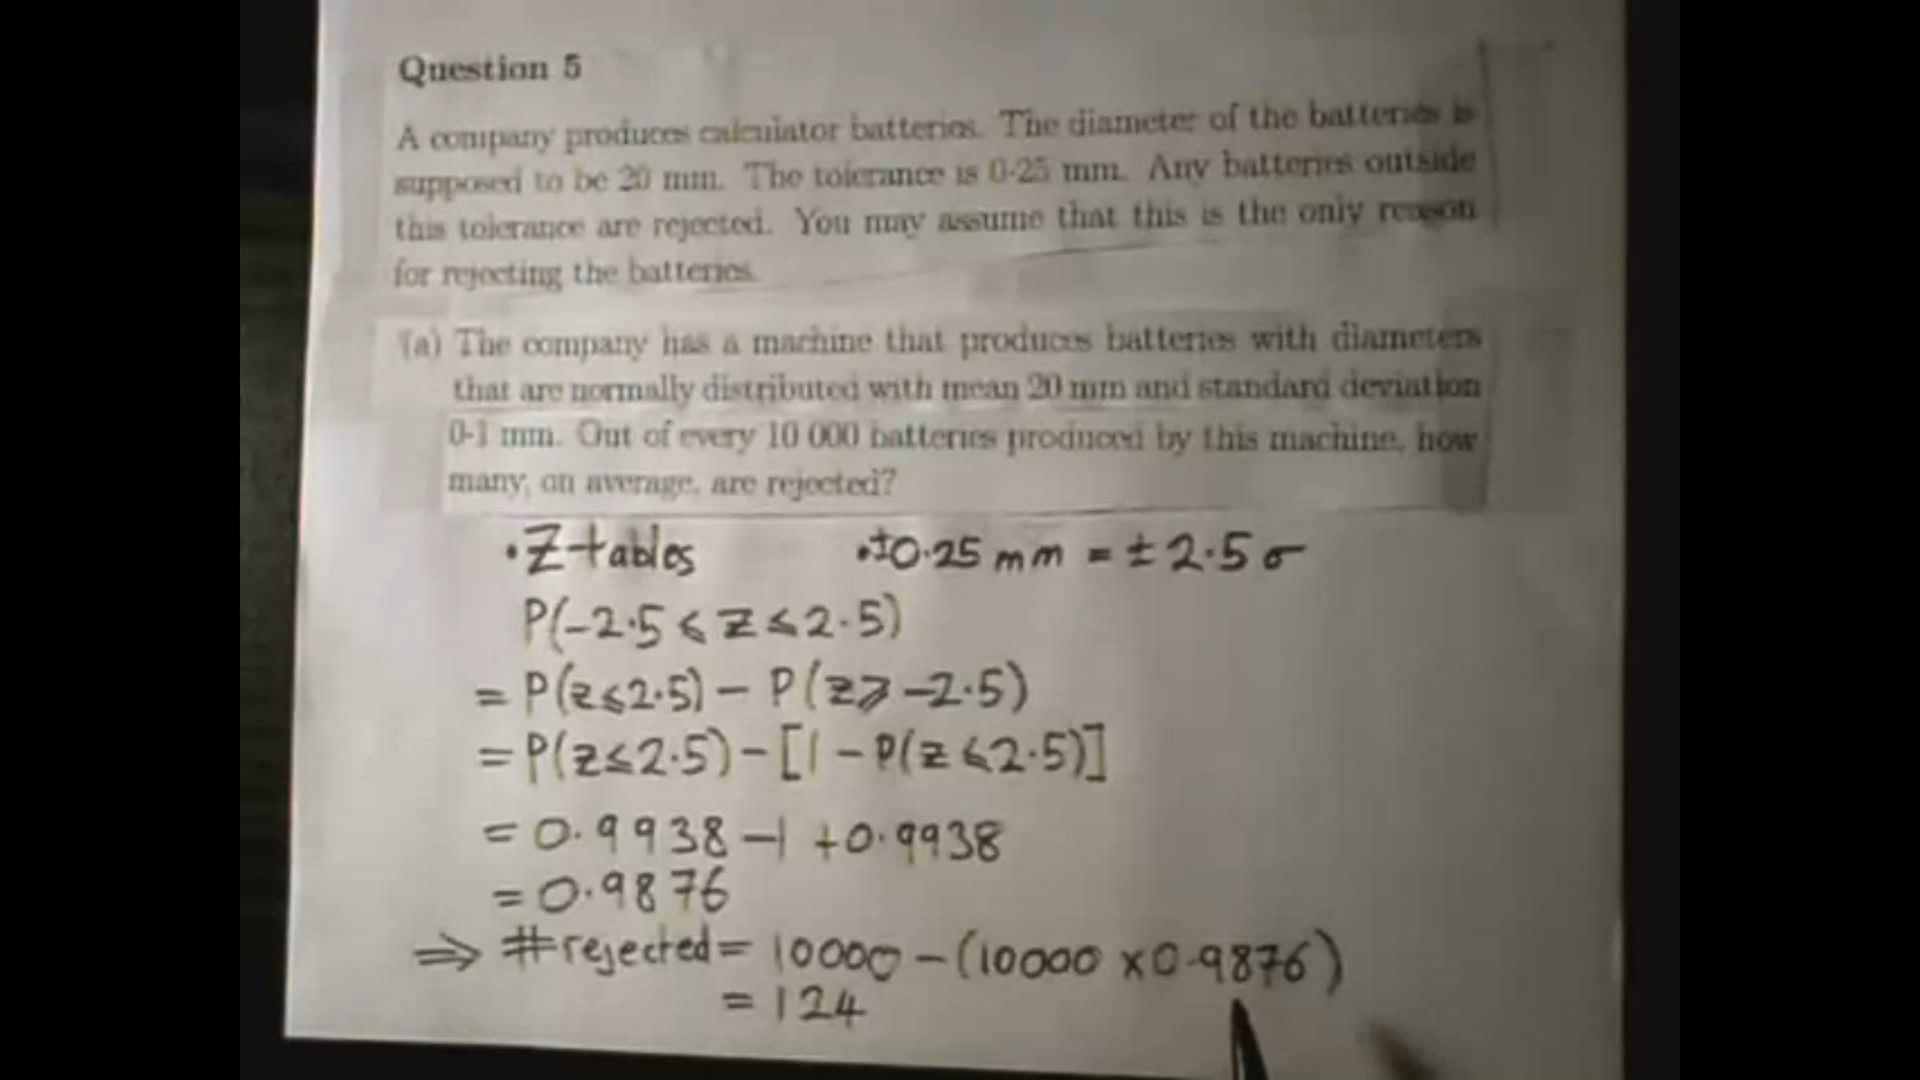 Question 5
A company produces calculator batteries. The diameter of the batteries is
supposed to be 20 mm. The tolerance is 0·25 mm. Any batteries outside
this tolerance are rejected. You may assume that this is the only reason
for rejecting the batteries.
(a) The company has a machine that produces batteries with diameters
that are normally distributed with mean 20 mm and standard deviation
0·1 mm. Out of every 10 000 batteries produced by this machine, how
many, on average, are rejected?
• Z tables •±0.25 mm = ±2.5σ
P(-2.5 ≤ Z ≤ 2.5)
= P(Z ≤ 2.5) - P(Z ≥ -2.5)
= P(Z ≤ 2.5) - [1 - P(Z ≤ 2.5)]
= 0.9938 - 1 + 0.9938
= 0.9876
⇒ #rejected = 10000 - (10000 × 0.9876)
= 124